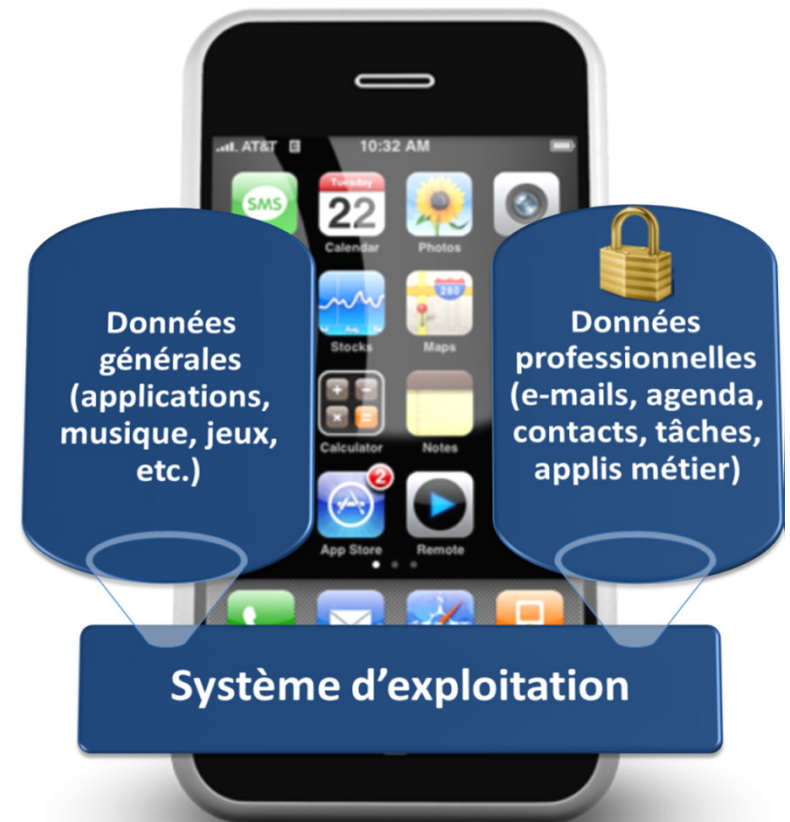 AT&T E 10:32 AM
SMS
Tuesday
22
Calendar
Photos
280
Stocks
Maps
Calculator
Notes
2
App Store
Remote
Données
générales
(applications,
musique, jeux,
etc.)
Données
professionnelles
(e-mails, agenda,
contacts, tâches,
applis métier)
Système d’exploitation